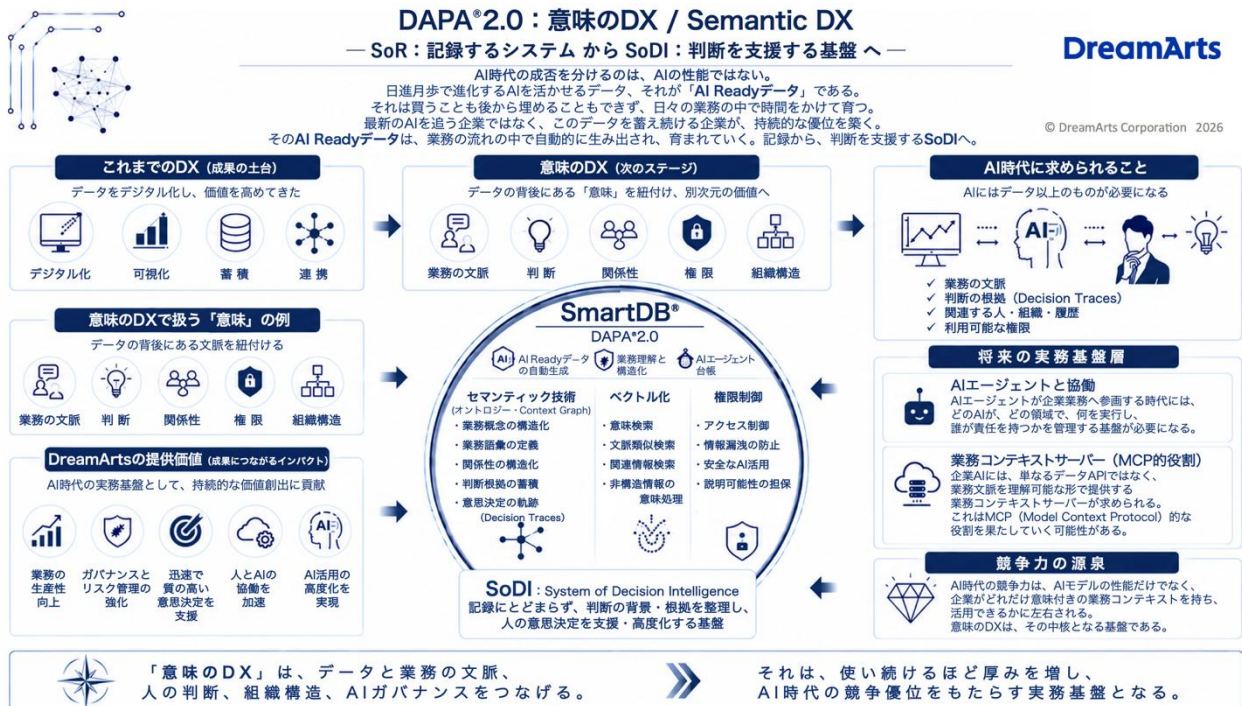 DAPA®2.0：意味のDX / Semantic DX
― SoR：記録するシステム から SoDI：判断を支援する基盤 へ ―
DreamArts
AI時代の成否を分けるのは、AIの性能ではない。
日進月歩で進化するAIを活かせるデータ、それが「AI Readyデータ」である。
それは買うことも後から埋めることもできず、日々の業務の中で時間をかけて育つ。
最新のAIを追う企業ではなく、このデータを蓄え続ける企業が、持続的な優位を築く。
そのAI Readyデータは、業務の流れの中で自動的に生み出され、育まれていく。記録から、判断を支援するSoDIへ。
© DreamArts Corporation 2026
これまでのDX（成果の土台）
データをデジタル化し、価値を高めてきた
デジタル化
可視化
蓄積
連携
意味のDX（次のステージ）
データの背後にある「意味」を紐付け、別次元の価値へ
業務の文脈
判断
関係性
権限
組織構造
AI時代に求められること
AIにはデータ以上のものが必要になる
AI
✓ 業務の文脈
✓ 判断の根拠（Decision Traces）
✓ 関連する人・組織・履歴
✓ 利用可能な権限
意味のDXで扱う「意味」の例
データの背後にある文脈を紐付ける
業務の文脈
判断
関係性
権限
組織構造
DreamArtsの提供価値（成果につながるインパクト）
AI時代の実務基盤として、持続的な価値創出に貢献
AI
業務の
生産性
向上
ガバナンスと
リスク管理の
強化
迅速で
質の高い
意思決定を
支援
人とAIの
協働を
加速
AI活用の
高度化を
実現
SmartDB®
DAPA®2.0
AI
AI Readyデータ
の自動生成
業務理解と
構造化
AIエージェント
台帳
セマンティック技術
（オントロジー・Context Graph）
・業務概念の構造化
・業務語彙の定義
・関係性の構造化
・判断根拠の蓄積
・意思決定の軌跡
（Decision Traces）
ベクトル化
・意味検索
・文脈類似検索
・関連情報検索
・非構造情報の
意味処理
権限制御
・アクセス制御
・情報漏洩の防止
・安全なAI活用
・説明可能性の担保
SoDI：System of Decision Intelligence
記録にとどまらず、判断の背景・根拠を整理し、
人の意思決定を支援・高度化する基盤
将来の実務基盤層
AIエージェントと協働
AIエージェントが企業業務へ参画する時代には、
どのAIが、どの領域で、何を実行し、
誰が責任を持つかを管理する基盤が必要になる。
業務コンテキストサーバー（MCP的役割）
企業AIには、単なるデータAPIではなく、
業務文脈を理解可能な形で提供する
業務コンテキストサーバーが求められる。
これはMCP（Model Context Protocol）的な
役割を果たしていく可能性がある。
競争力の源泉
AI時代の競争力は、AIモデルの性能だけでなく、
企業がどれだけ意味付きの業務コンテキストを持ち、
活用できるかに左右される。
意味のDXは、その中核となる基盤である。
「意味のDX」は、データと業務の文脈、
人の判断、組織構造、AIガバナンスをつなげる。
それは、使い続けるほど厚みを増し、
AI時代の競争優位をもたらす実務基盤となる。